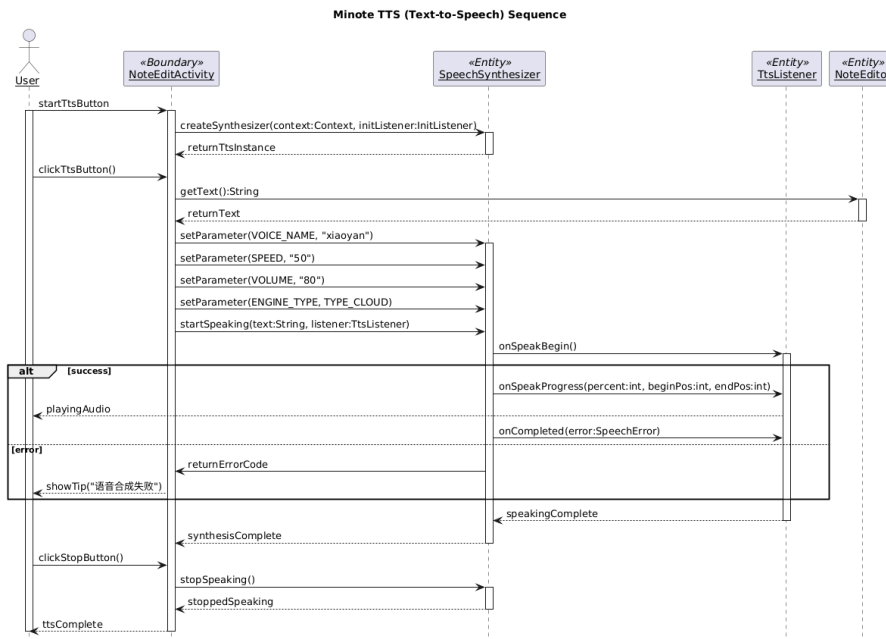 Minote TTS (Text-to-Speech) Sequence
User
«Boundary»
NoteEditActivity
«Entity»
SpeechSynthesizer
«Entity»
TtsListener
«Entity»
NoteEdito
startTtsButton
createSynthesizer(context:Context, initListener:InitListener)
returnTtsInstance
clickTtsButton()
getText():String
returnText
setParameter(VOICE_NAME, "xiaoyan")
setParameter(SPEED, "50")
setParameter(VOLUME, "80")
setParameter(ENGINE_TYPE, TYPE_CLOUD)
startSpeaking(text:String, listener:TtsListener)
onSpeakBegin()
alt [success]
onSpeakProgress(percent:int, beginPos:int, endPos:int)
playingAudio
onCompleted(error:SpeechError)
[error]
returnErrorCode
showTip("语音合成失败")
speakingComplete
synthesisComplete
clickStopButton()
stopSpeaking()
stoppedSpeaking
ttsComplete